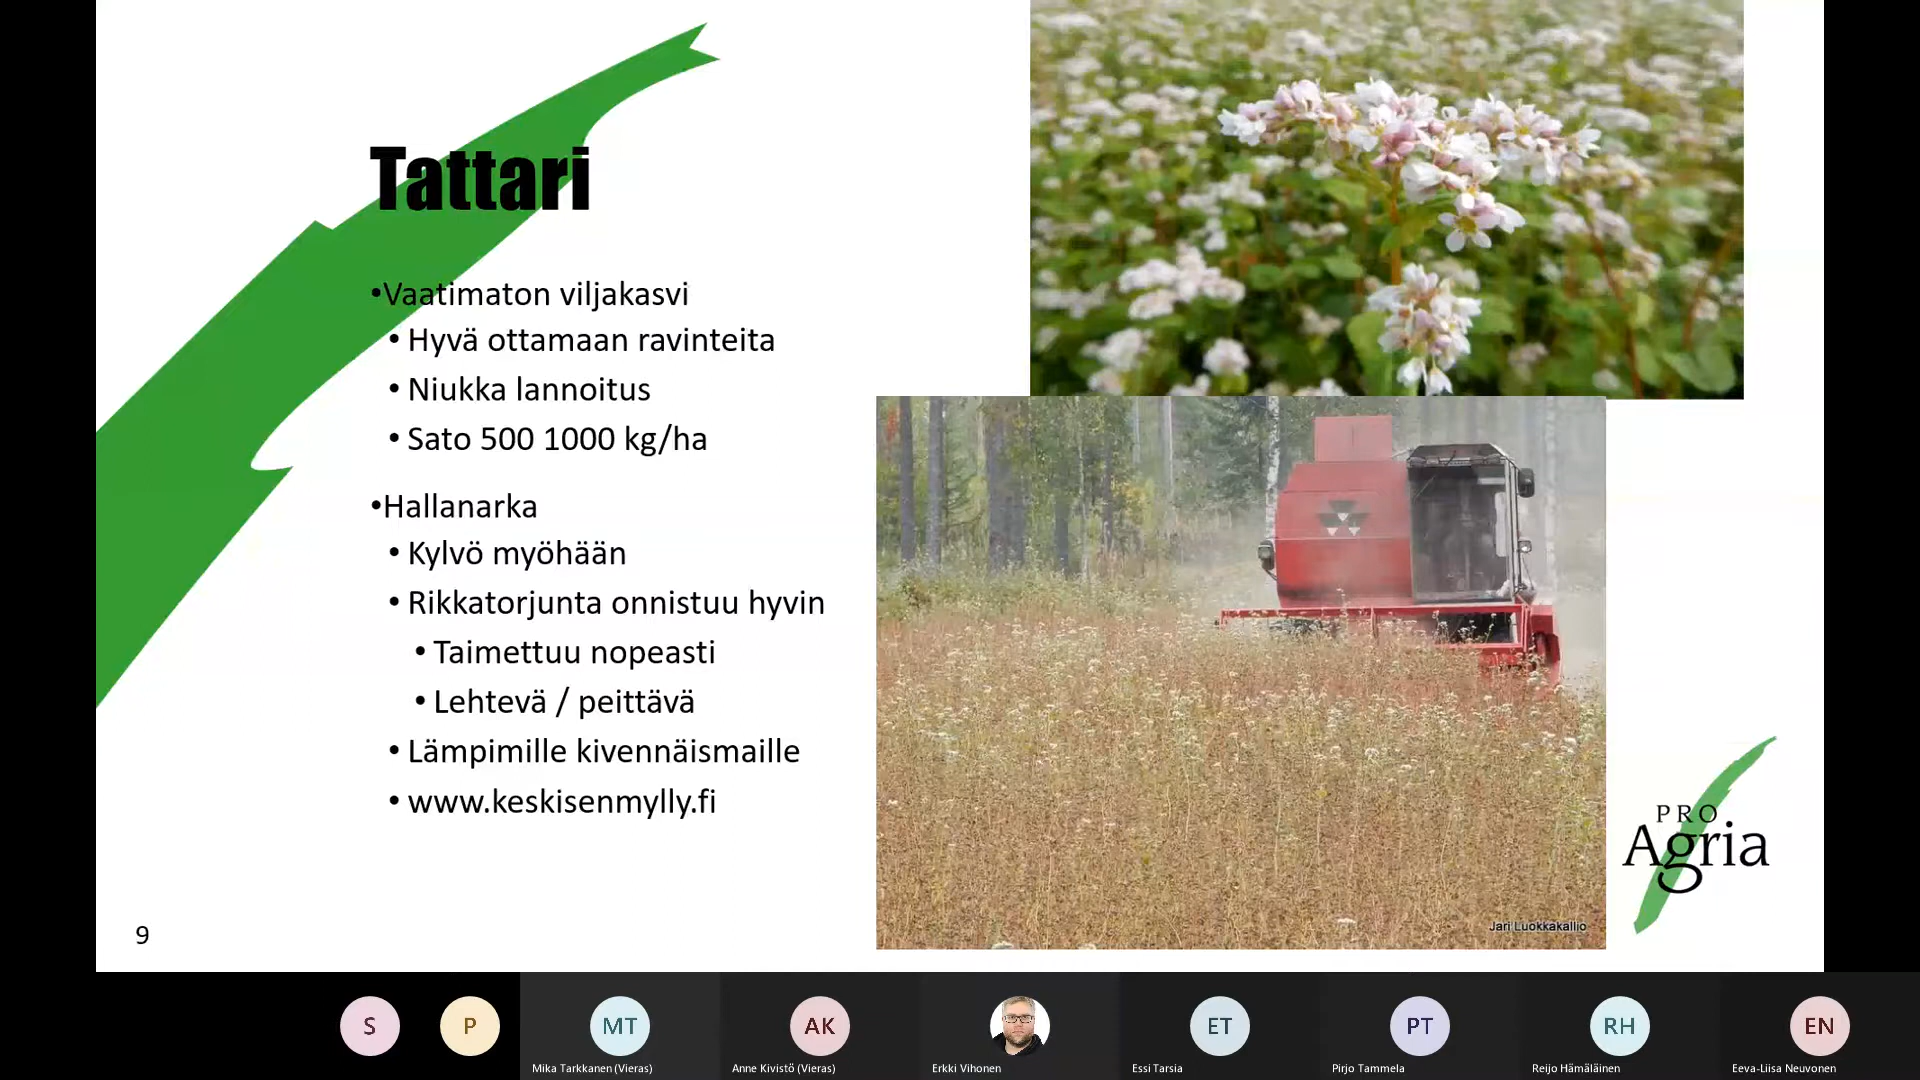 Tattari
•Vaatimaton viljakasvi
• Hyvä ottamaan ravinteita
• Niukka lannoitus
• Sato 500 1000 kg/ha
•Hallanarka
• Kylvö myöhään
• Rikkatorjunta onnistuu hyvin
• Taimettuu nopeasti
• Lehtevä / peittävä
• Lämpimille kivennäismaille
• www.keskisenmylly.fi
Jari Luokkakallio
PRO
Agria
9
S
P
MT
AK
ET
PT
RH
EN
Mika Tarkkanen (Vieras)
Anne Kivistö (Vieras)
Erkki Vihonen
Essi Tarsia
Pirjo Tammela
Reijo Hämäläinen
Eeva-Liisa Neuvonen